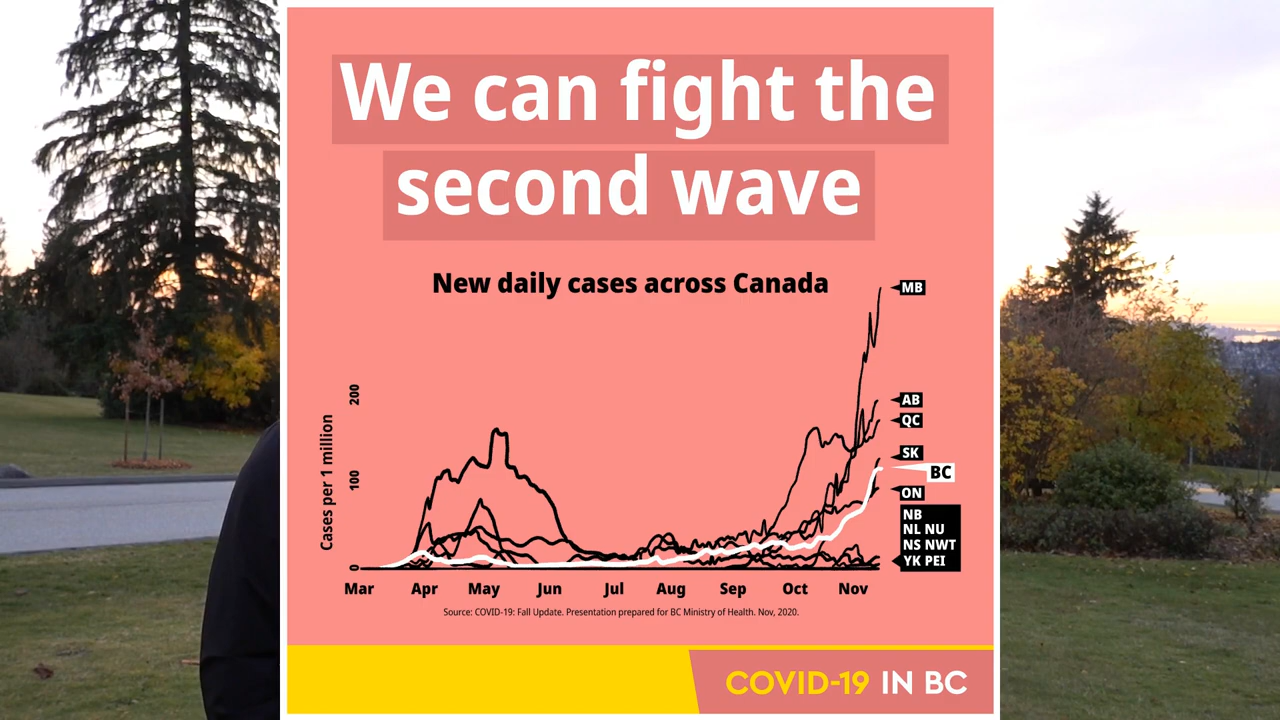 We can fight the
second wave
New daily cases across Canada
MB
200
AB
QC
Cases per 1 million
SK
100
BC
ON
NB
NL NU
NS NWT
YK PEI
0
Mar Apr May Jun Jul Aug Sep Oct Nov
Source: COVID-19: Fall Update. Presentation prepared for BC Ministry of Health. Nov, 2020.
COVID-19 IN BC